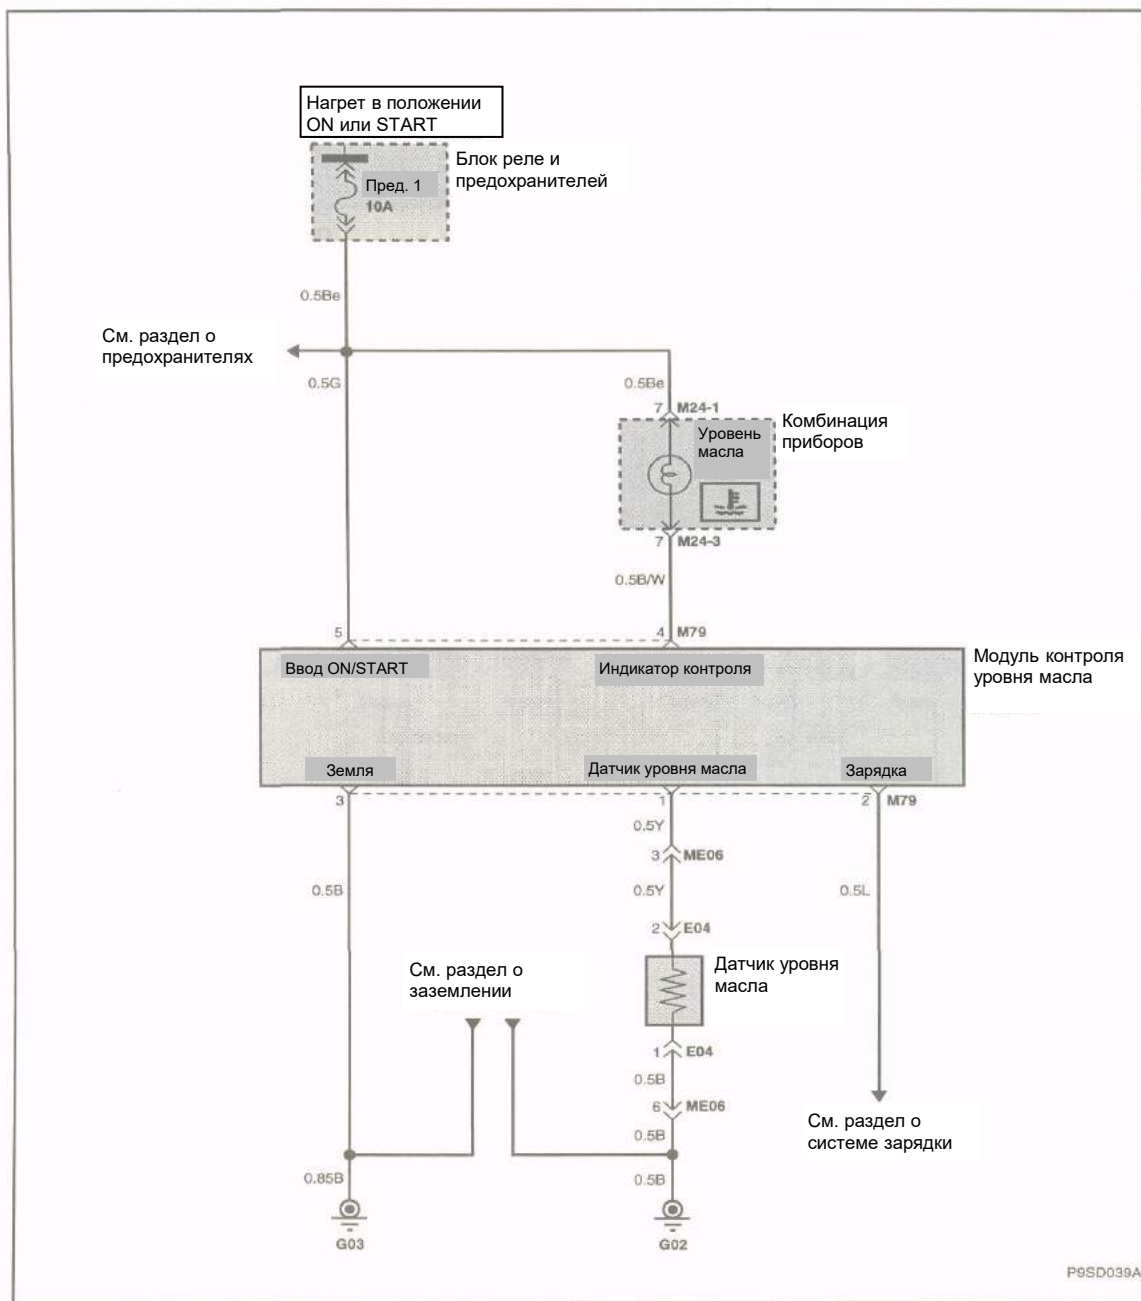 Нагрет в положении
ON или START
Блок реле и
предохранителей
Пред. 1
10A
0.5Be
См. раздел о
предохранителях
0.5G
0.5Be
7 M24-1
Комбинация
приборов
Уровень
масла
7 M24-3
0.5B/W
5
4 M79
Ввод ON/START
Индикатор контроля
Модуль контроля
уровня масла
Земля
Датчик уровня масла
Зарядка
3
1
2 M79
0.5Y
3 ME06
0.5B
0.5Y
0.5L
2 E04
См. раздел о
заземлении
Датчик уровня
масла
1 E04
0.5B
6 ME06
См. раздел о
системе зарядки
0.5B
0.85B
0.5B
G03
G02
P9SD039A